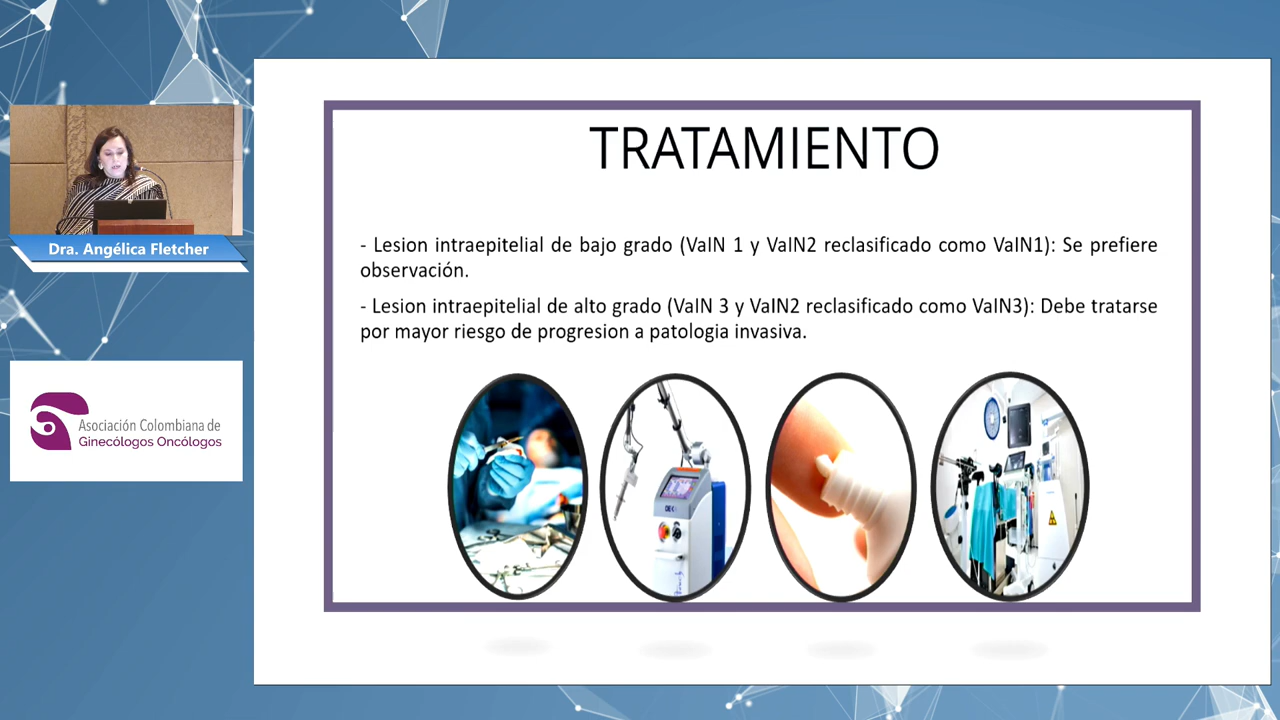 TRATAMIENTO
- Lesion intraepitelial de bajo grado (VaIN 1 y VaIN2 reclasificado como VaIN1): Se prefiere
observación.
- Lesion intraepitelial de alto grado (VaIN 3 y VaIN2 reclasificado como VaIN3): Debe tratarse
por mayor riesgo de progresion a patologia invasiva.
Dra. Angélica Fletcher
Asociación Colombiana de
Ginecólogos Oncólogos